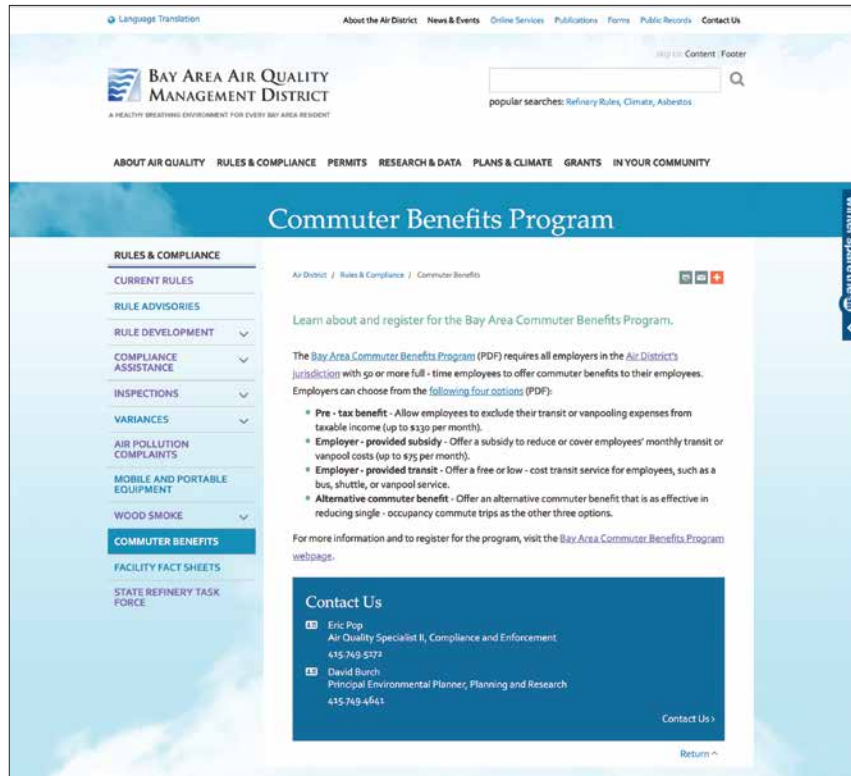 Language Translation
About the Air District News & Events Online Services Publications Forms Public Records Contact Us
skip to: Content | Footer
BAY AREA AIR QUALITY
MANAGEMENT DISTRICT
A HEALTHY BREATHING ENVIRONMENT FOR EVERY BAY AREA RESIDENT
popular searches: Refinery Rules, Climate, Asbestos
ABOUT AIR QUALITY RULES & COMPLIANCE PERMITS RESEARCH & DATA PLANS & CLIMATE GRANTS IN YOUR COMMUNITY
Commuter Benefits Program
RULES & COMPLIANCE
CURRENT RULES
RULE ADVISORIES
RULE DEVELOPMENT
COMPLIANCE
ASSISTANCE
INSPECTIONS
VARIANCES
AIR POLLUTION
COMPLAINTS
MOBILE AND PORTABLE
EQUIPMENT
WOOD SMOKE
COMMUTER BENEFITS
FACILITY FACT SHEETS
STATE REFINERY TASK
FORCE
Air District / Rules & Compliance / Commuter Benefits
Learn about and register for the Bay Area Commuter Benefits Program.
The Bay Area Commuter Benefits Program (PDF) requires all employers in the Air District's
jurisdiction with 50 or more full - time employees to offer commuter benefits to their employees.
Employers can choose from the following four options (PDF):
• Pre - tax benefit - Allow employees to exclude their transit or vanpooling expenses from
taxable income (up to $130 per month).
• Employer - provided subsidy - Offer a subsidy to reduce or cover employees' monthly transit or
vanpool costs (up to $75 per month).
• Employer - provided transit - Offer a free or low - cost transit service for employees, such as a
bus, shuttle, or vanpool service.
• Alternative commuter benefit - Offer an alternative commuter benefit that is as effective in
reducing single - occupancy commute trips as the other three options.
For more information and to register for the program, visit the Bay Area Commuter Benefits Program
webpage.
Contact Us
Eric Pop
Air Quality Specialist II, Compliance and Enforcement
415.749.5172
David Burch
Principal Environmental Planner, Planning and Research
415.749.4641
Contact Us >
Return ^